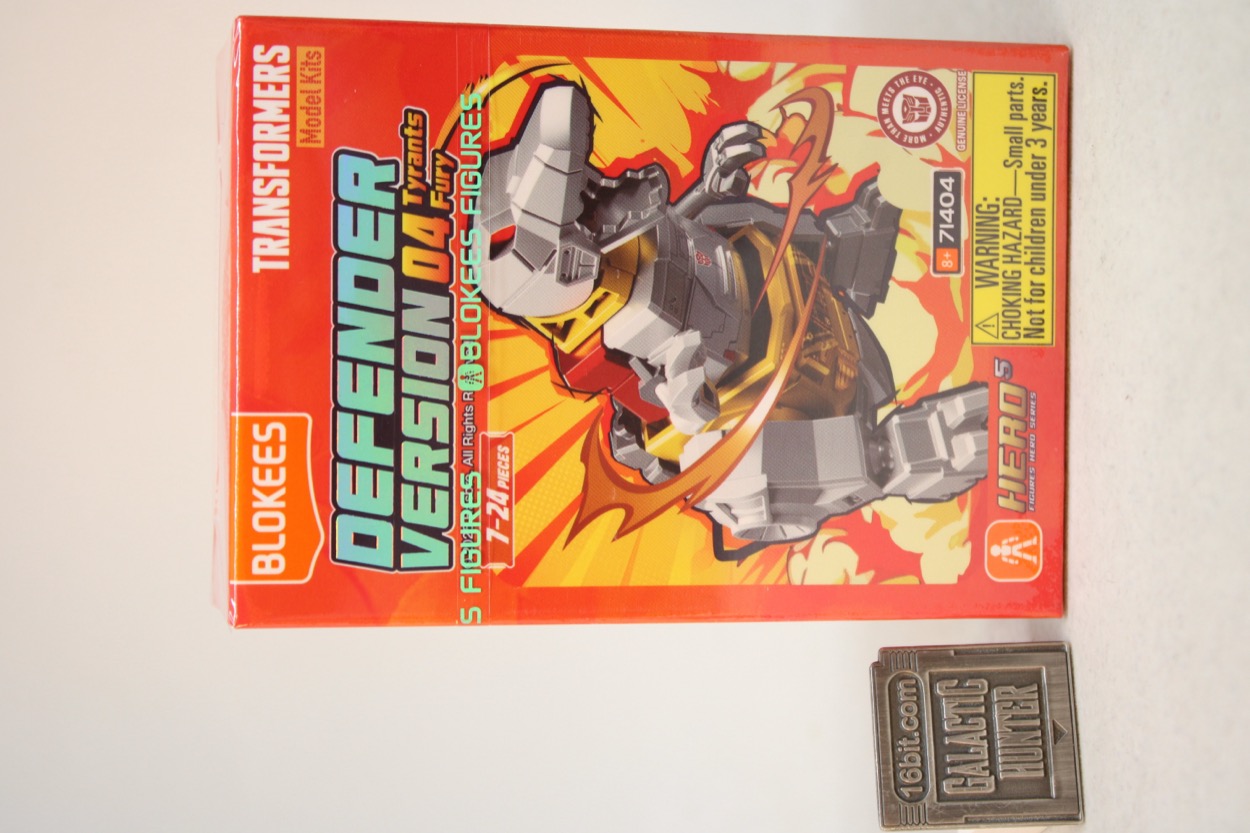 BLOKEES
TRANSFORMERS
Model Kits
DEFENDER
VERSION 04
Tyrants
Fury
All Rights R
S FIGURES BLOKEES FIGURES
7-24 PIECES
MORE THAN MEETS THE EYE
GENUINE LICENSE
8+ 71404
WARNING:
CHOKING HAZARD—Small parts.
Not for children under 3 years.
HERO 5
FIGURES HERO SERIES
16bit.com
GALACTIC
HUNTER